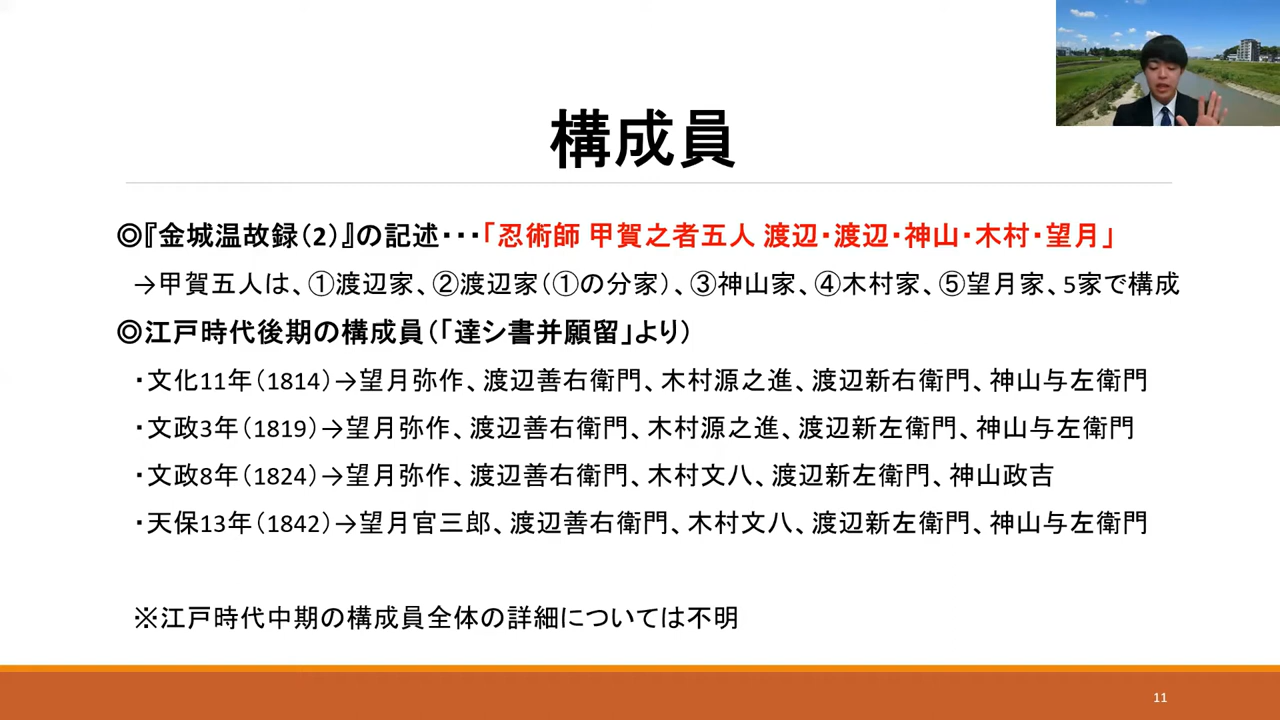 構成員
◎『金城温故録(2)』の記述・・・「忍術師 甲賀之者五人 渡辺・渡辺・神山・木村・望月」
→甲賀五人は、①渡辺家、②渡辺家(①の分家)、③神山家、④木村家、⑤望月家、5家で構成
◎江戸時代後期の構成員(「達シ書并願留」より)
・文化11年(1814)→望月弥作、渡辺善右衛門、木村源之進、渡辺新右衛門、神山与左衛門
・文政3年(1819)→望月弥作、渡辺善右衛門、木村源之進、渡辺新左衛門、神山与左衛門
・文政8年(1824)→望月弥作、渡辺善右衛門、木村文八、渡辺新左衛門、神山政吉
・天保13年(1842)→望月官三郎、渡辺善右衛門、木村文八、渡辺新左衛門、神山与左衛門
※江戸時代中期の構成員全体の詳細については不明
11